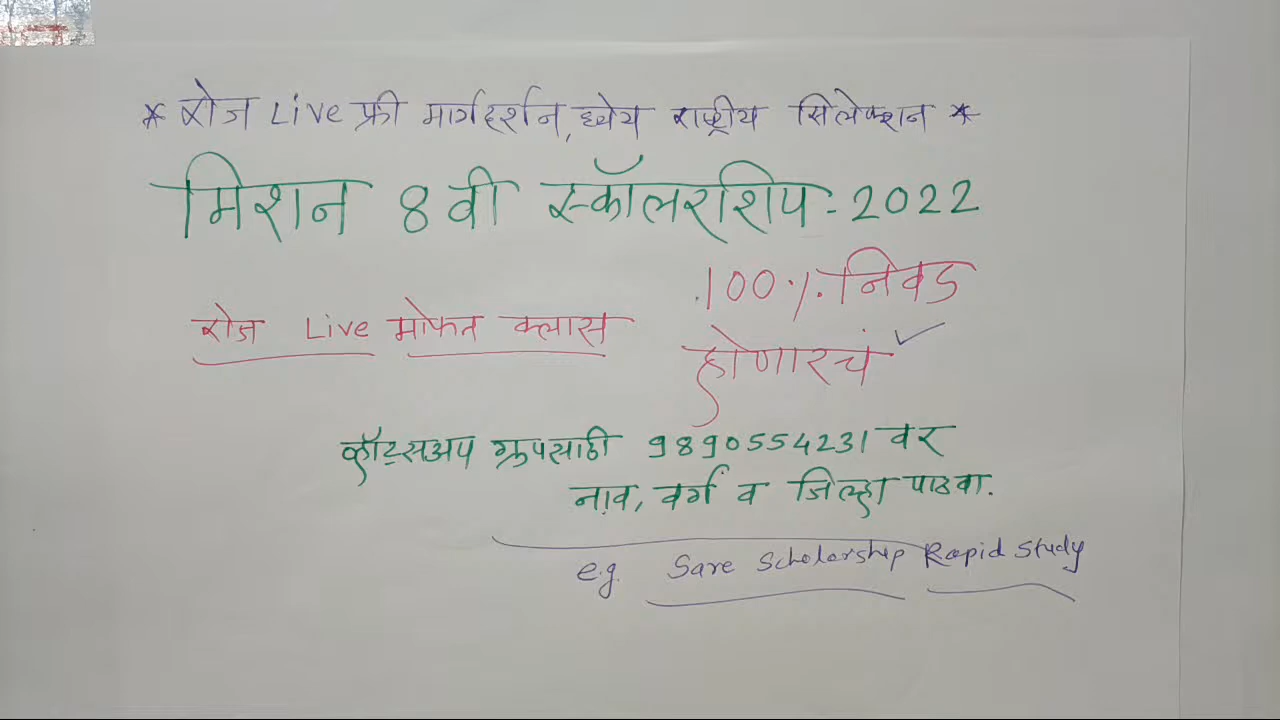 * रोज Live फ्री मार्गदर्शन, ध्येय राष्ट्रीय सिलेक्शन *
मिशन 8 वी स्कॉलरशिप - 2022
100% निवड
होणारचं ✓
रोज Live मोफत क्लास
व्हॉट्सअप ग्रुपसाठी 9890554231 वर
नाव, वर्ग व जिल्हा पाठवा.
e.g. Sare Scholarship Rapid Study